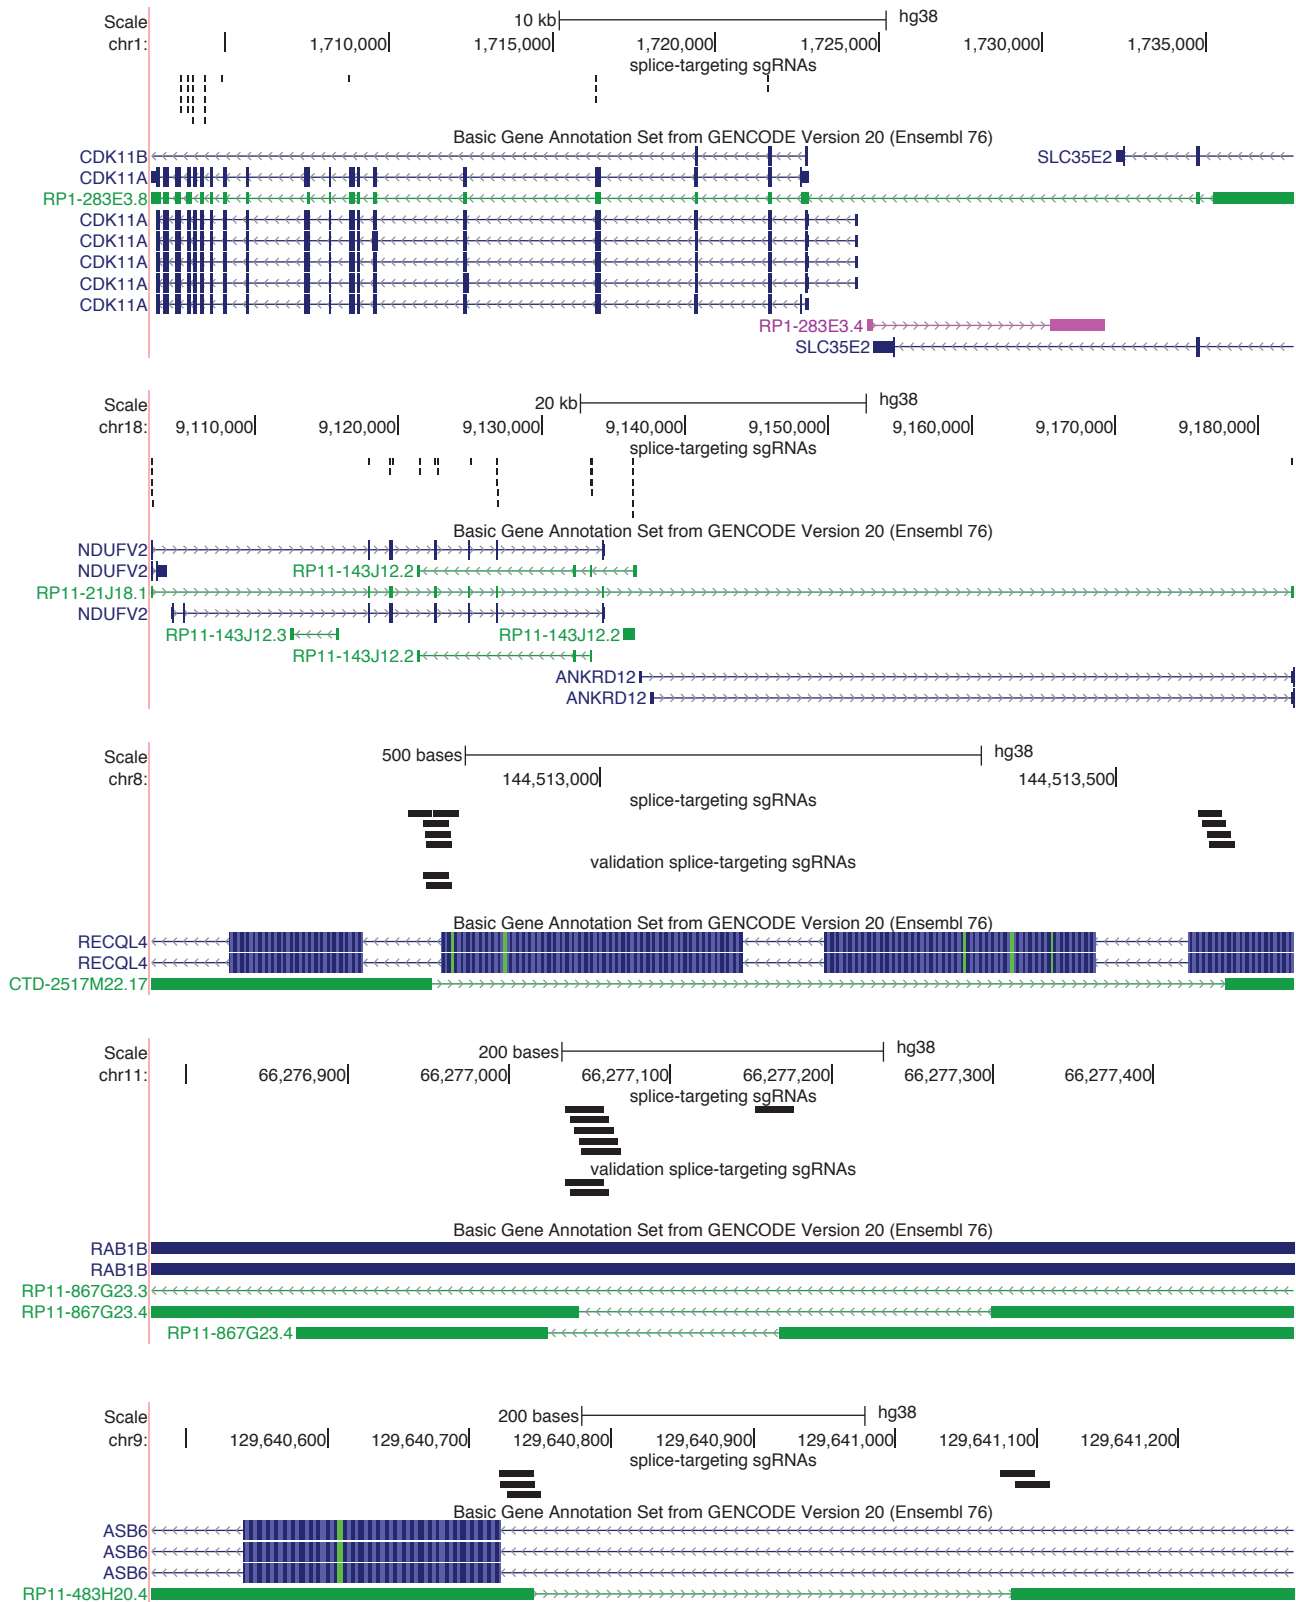 Scale 10 kb hg38
chr1: 1,710,000 1,715,000 1,720,000 1,725,000 1,730,000 1,735,000
splice-targeting sgRNAs
Basic Gene Annotation Set from GENCODE Version 20 (Ensembl 76)
CDK11B SLC35E2
CDK11A
RP1-283E3.8
CDK11A
CDK11A
CDK11A
CDK11A
CDK11A
RP1-283E3.4
SLC35E2
Scale 20 kb hg38
chr18: 9,110,000 9,120,000 9,130,000 9,140,000 9,150,000 9,160,000 9,170,000 9,180,000
splice-targeting sgRNAs
Basic Gene Annotation Set from GENCODE Version 20 (Ensembl 76)
NDUFV2
NDUFV2 RP11-143J12.2
RP11-21J18.1
NDUFV2
RP11-143J12.3 RP11-143J12.2
RP11-143J12.2
ANKRD12
ANKRD12
Scale 500 bases hg38
chr8: 144,513,000 144,513,500
splice-targeting sgRNAs
validation splice-targeting sgRNAs
Basic Gene Annotation Set from GENCODE Version 20 (Ensembl 76)
RECQL4
RECQL4
CTD-2517M22.17
Scale 200 bases hg38
chr11: 66,276,900 66,277,000 66,277,100 66,277,200 66,277,300 66,277,400
splice-targeting sgRNAs
validation splice-targeting sgRNAs
Basic Gene Annotation Set from GENCODE Version 20 (Ensembl 76)
RAB1B
RAB1B
RP11-867G23.3
RP11-867G23.4
RP11-867G23.4
Scale 200 bases hg38
chr9: 129,640,600 129,640,700 129,640,800 129,640,900 129,641,000 129,641,100 129,641,200
splice-targeting sgRNAs
Basic Gene Annotation Set from GENCODE Version 20 (Ensembl 76)
ASB6
ASB6
ASB6
RP11-483H20.4